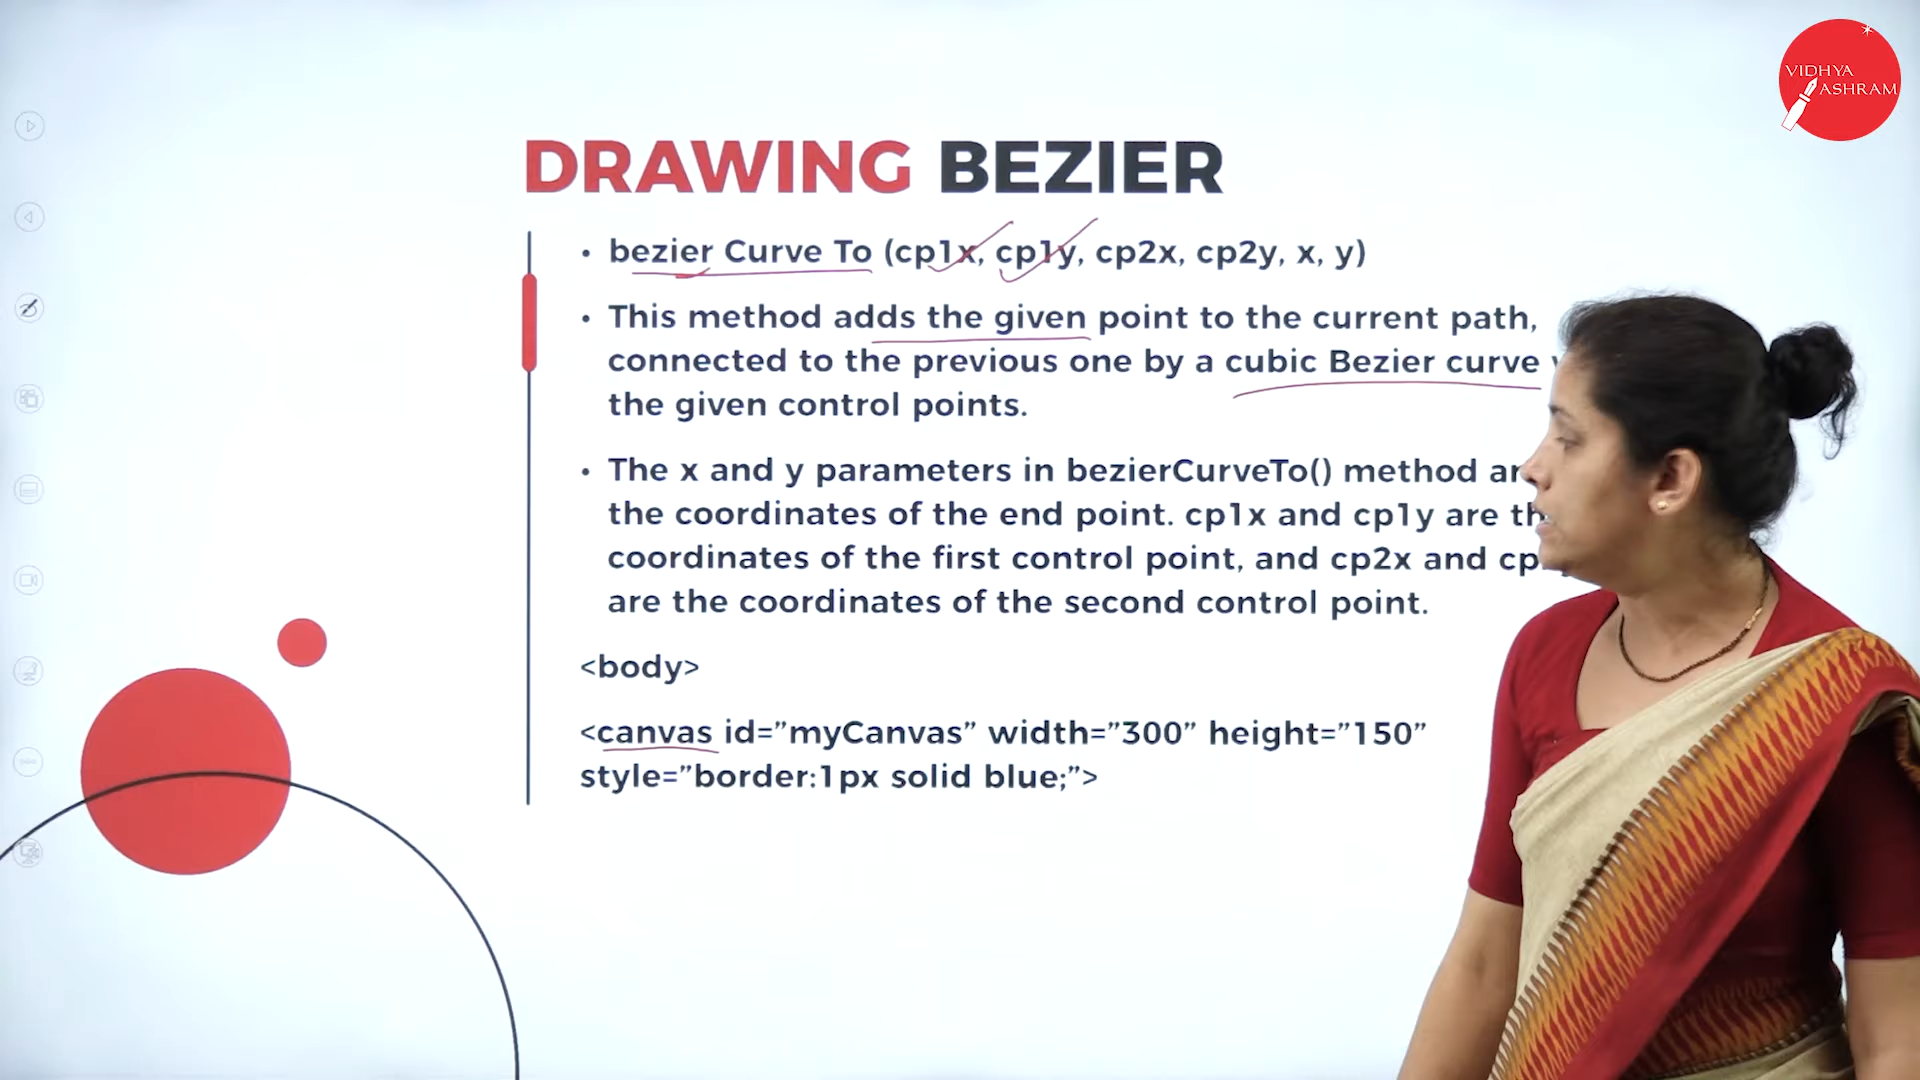 VIDHYA
ASHRAM
DRAWING BEZIER
• bezier Curve To (cp1x, cp1y, cp2x, cp2y, x, y)
• This method adds the given point to the current path,
connected to the previous one by a cubic Bezier curve
the given control points.
• The x and y parameters in bezierCurveTo() method
the coordinates of the end point. cp1x and cp1y are
coordinates of the first control point, and cp2x and
are the coordinates of the second control point.
<body>
<canvas id=”myCanvas” width=”300” height=”150”
style=”border:1px solid blue;”>